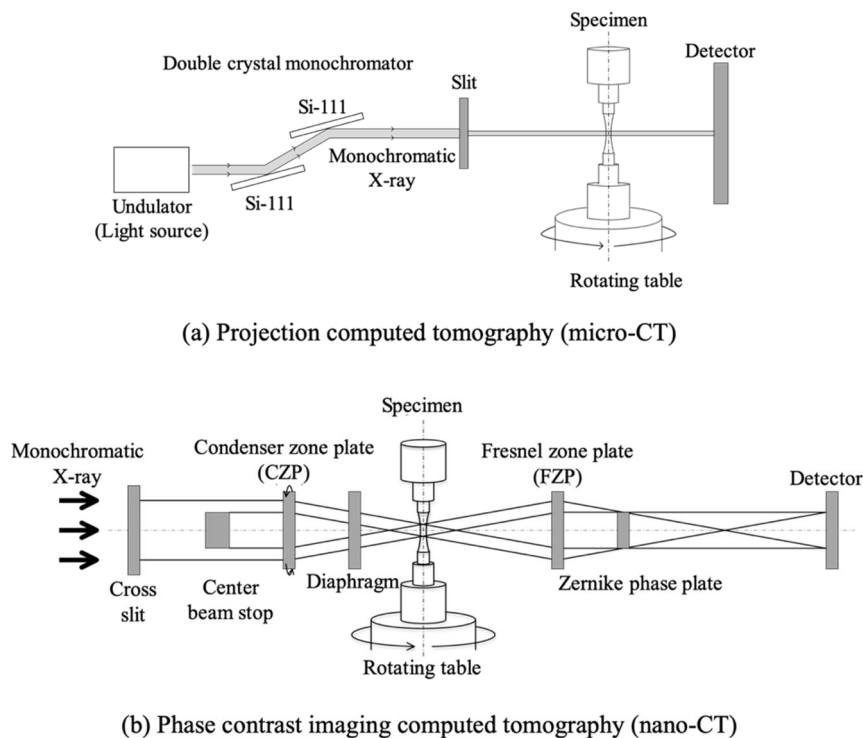 Specimen
Detector
Double crystal monochromator
Slit
Si-111
Monochromatic
X-ray
Undulator
(Light source)
Si-111
Rotating table
(a) Projection computed tomography (micro-CT)
Specimen
Monochromatic
X-ray
Condenser zone plate
(CZP)
Fresnel zone plate
(FZP)
Detector
Cross
slit
Center
beam stop
Diaphragm
Zernike phase plate
Rotating table
(b) Phase contrast imaging computed tomography (nano-CT)